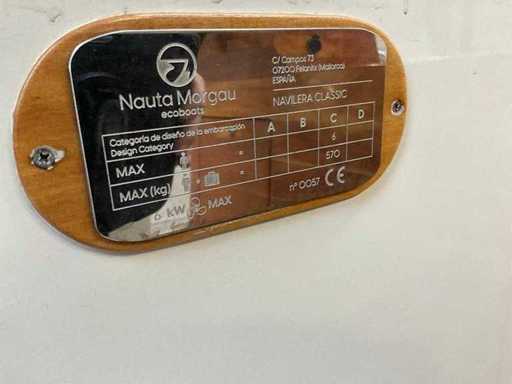 Nauta Morgau
ecoboats
C/ Campos 73
07200 Felanitx (Mallorca)
ESPAÑA
NAVILERA CLASSIC
Categoría de diseño de la embarcación
Design Category
A B C D
MAX = 6
MAX (kg) + = 570
6 kW MAX
nº 0057 CE